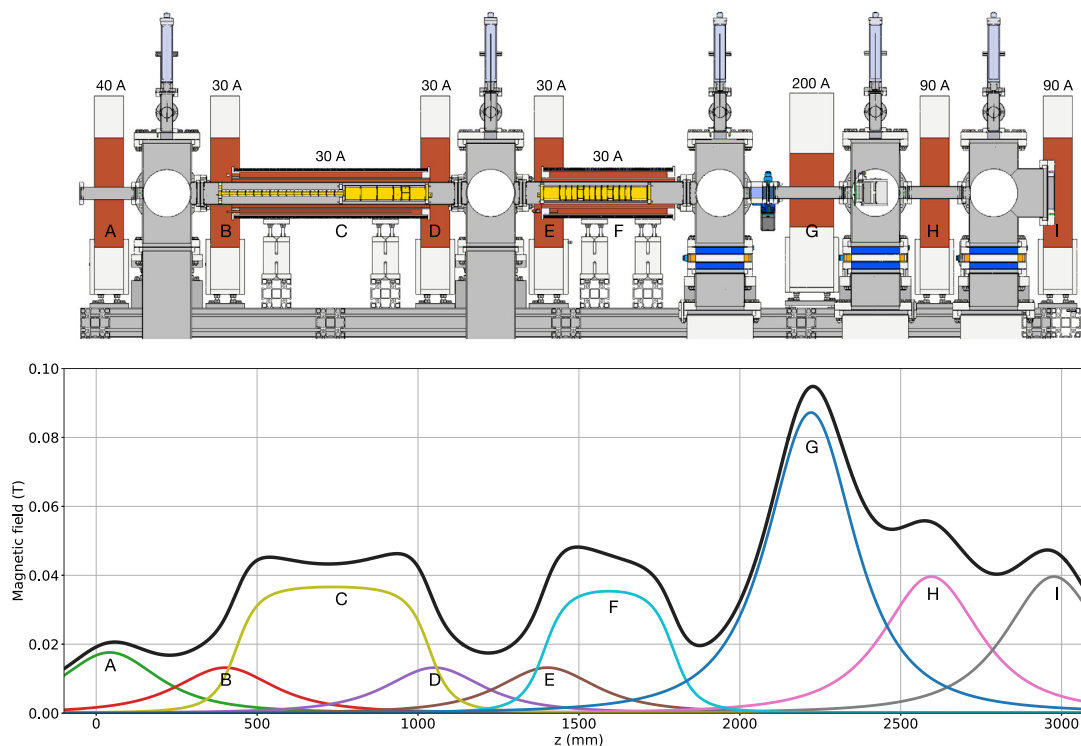 40 A
30 A
30 A
30 A
30 A
30 A
200 A
90 A
90 A
A
B
C
D
E
F
G
H
I
0.10
0.08
0.06
0.04
0.02
0.00
Magnetic field (T)
A
B
C
D
E
F
G
H
I
0
500
1000
1500
2000
2500
3000
z (mm)